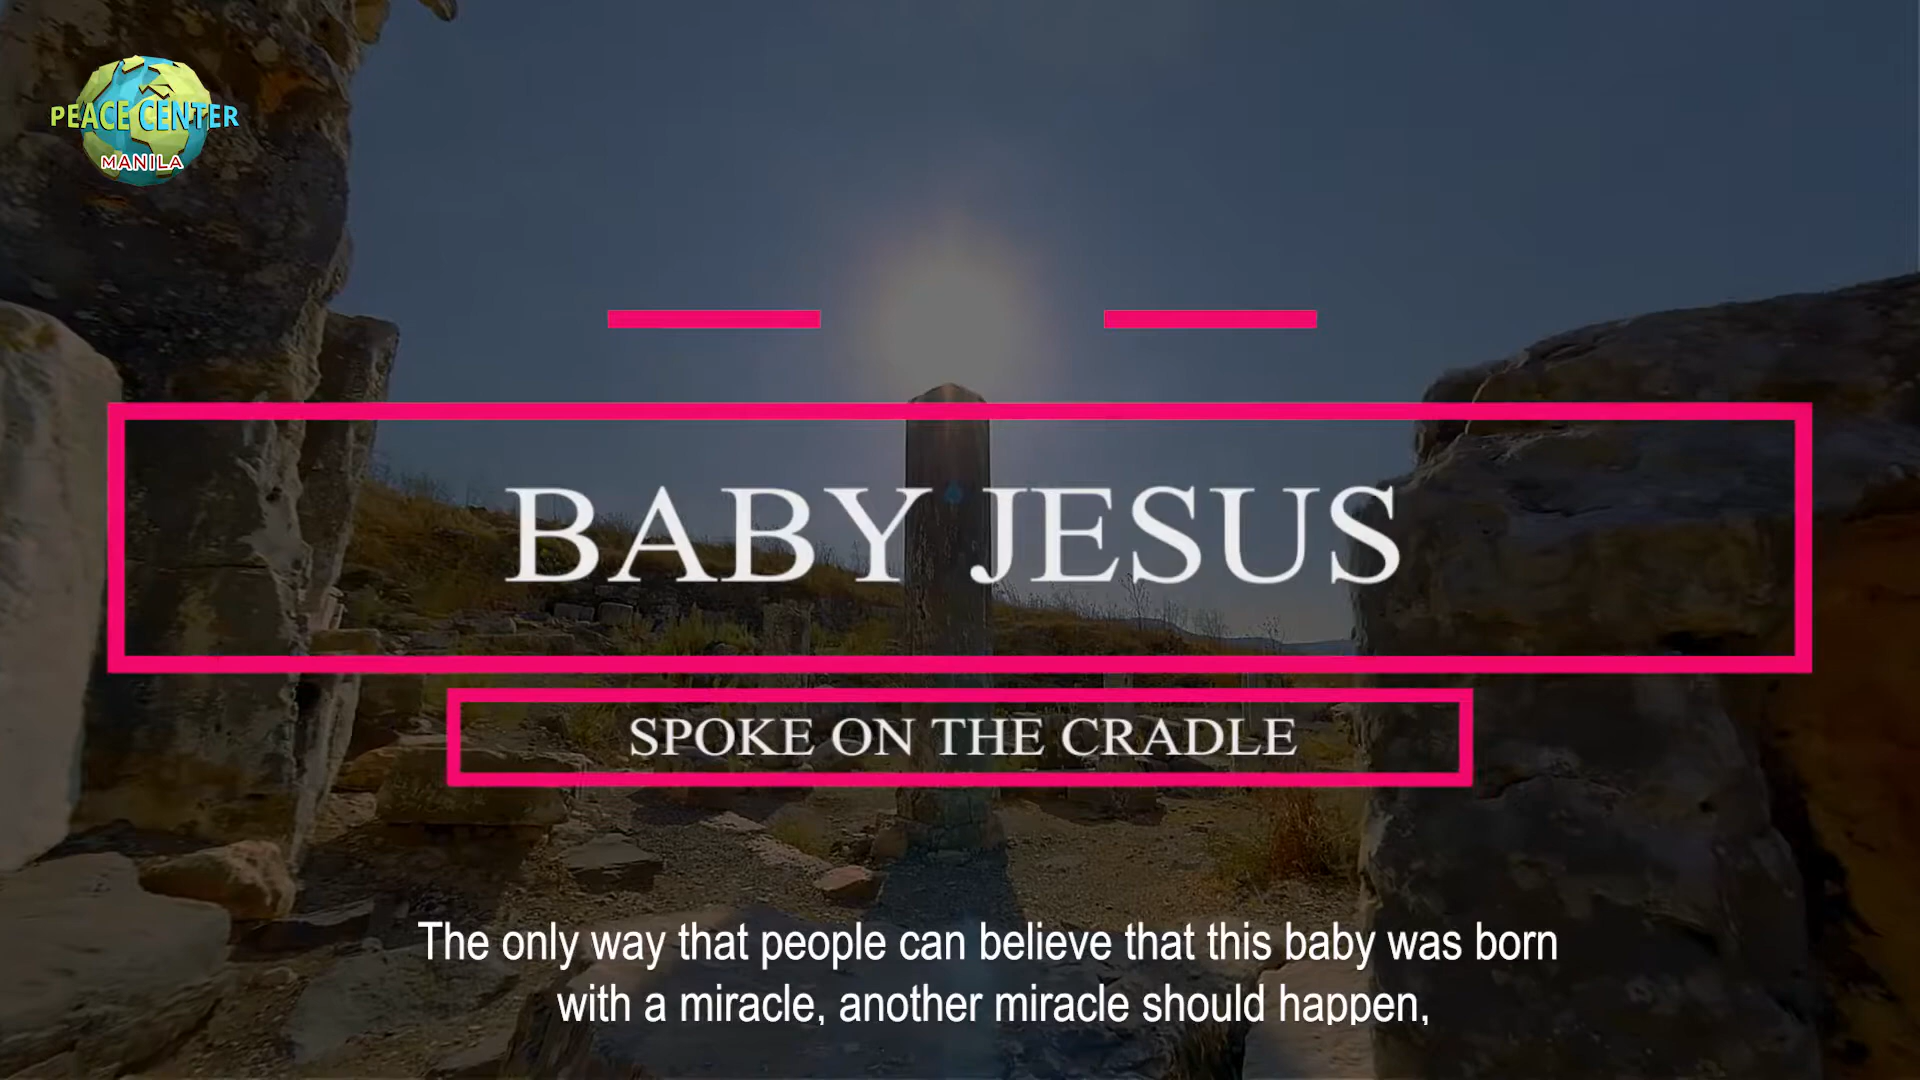 PEACE CENTER
MANILA
BABY JESUS
SPOKE ON THE CRADLE
The only way that people can believe that this baby was born
with a miracle, another miracle should happen,